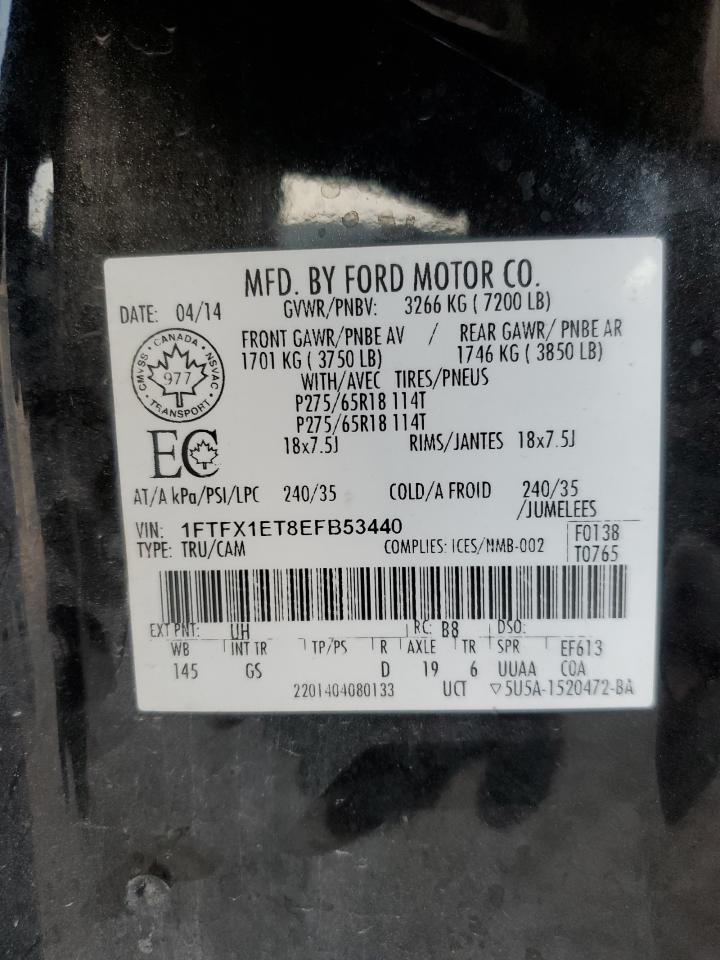 MFD. BY FORD MOTOR CO.
DATE: 04/14 GVWR/PNBV: 3266 KG ( 7200 LB)
FRONT GAWR/PNBE AV / REAR GAWR/ PNBE AR
1701 KG ( 3750 LB) 1746 KG ( 3850 LB)
WITH/AVEC TIRES/PNEUS
P275/65R18 114T
P275/65R18 114T
18x7.5J RIMS/JANTES 18x7.5J
CMVSS • CANADA • NSVAC • TRANSPORT •
977
EC
AT/A kPa/PSI/LPC 240/35 COLD/A FROID 240/35
/JUMELEES
VIN: 1FTFX1ET8EFB53440 F0138
TYPE: TRU/CAM COMPLIES: ICES/NMB-002 T0765
EXT PNT: UH RC: B8 DSO:
WB INT TR TP/PS R AXLE TR SPR EF613
145 GS D 19 6 UUAA COA
2201404080133 UCT ▽5U5A-1520472-BA